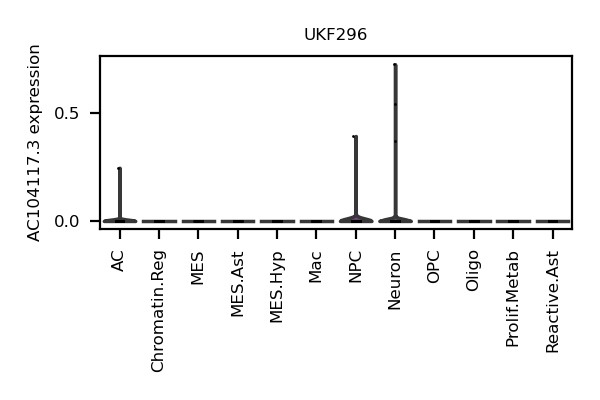 UKF296
AC104117.3 expression
0.5
0.0
AC
Chromatin.Reg
MES
MES.Ast
MES.Hyp
Mac
NPC
Neuron
OPC
Oligo
Prolif.Metab
Reactive.Ast